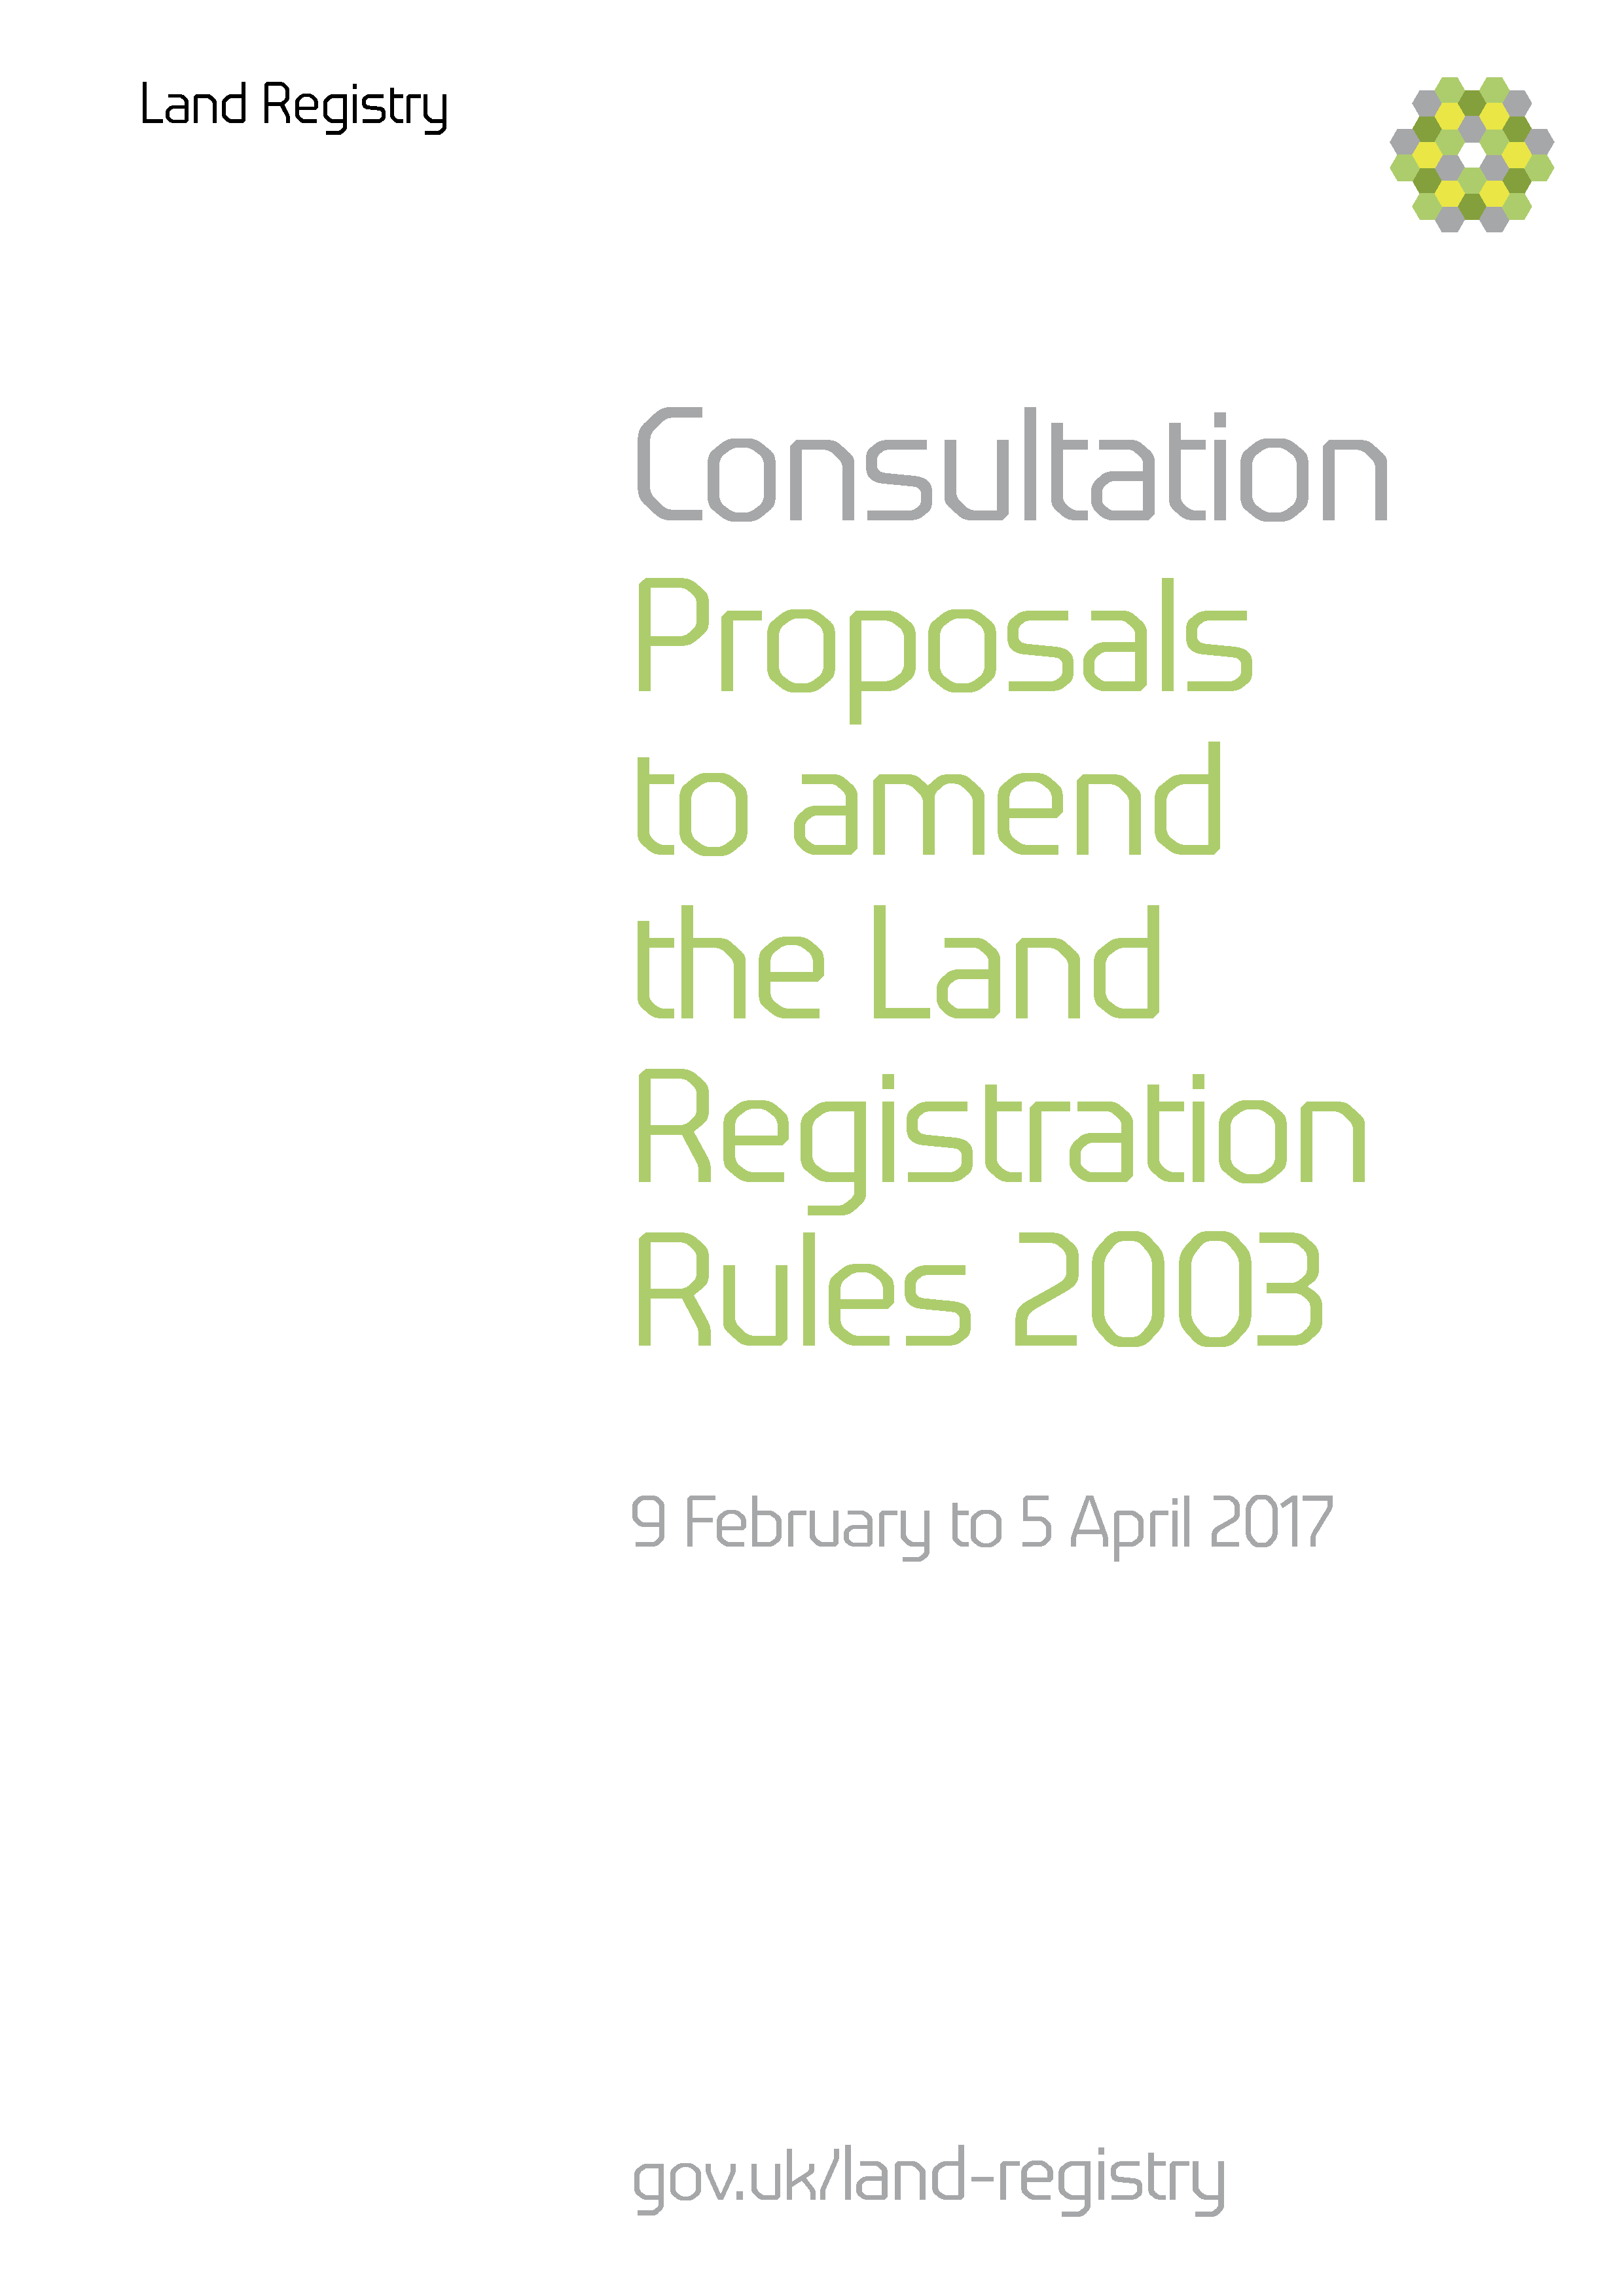 Land Registry
Consultation
Proposals
to amend
the Land
Registration
Rules 2003
9 February to 5 April 2017
gov.uk/land-registry